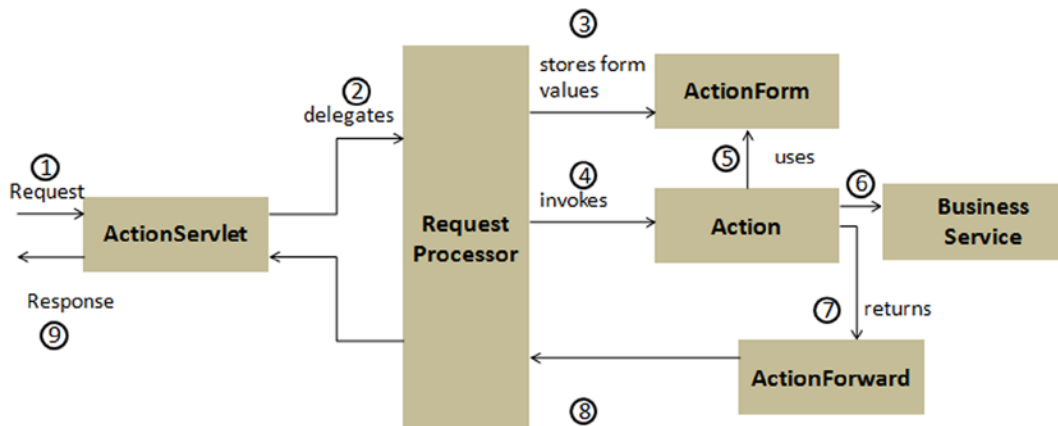 ③
stores form
values
ActionForm
②
delegates
①
Request
ActionServlet
Request
Processor
④
invokes
⑤
uses
Action
⑥
Business
Service
⑦
returns
ActionForward
⑧
Response
⑨